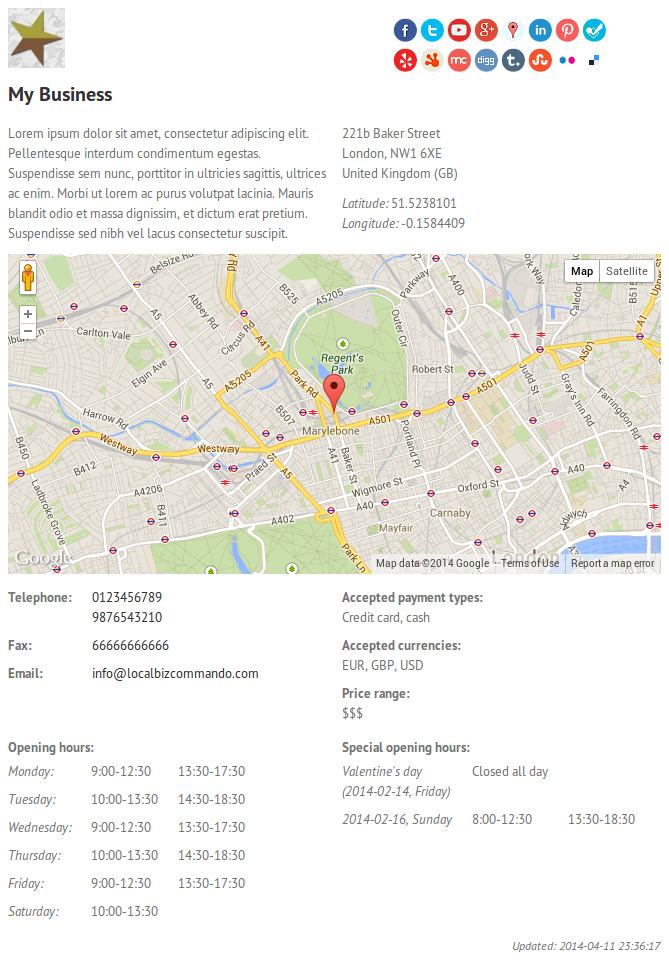 My Business
Lorem ipsum dolor sit amet, consectetur adipiscing elit.
Pellentesque interdum condimentum egestas.
Suspendisse sem nunc, porttitor in ultricies sagittis, ultrices
ac enim. Morbi ut lorem ac purus volutpat lacinia. Mauris
blandit odio et massa dignissim, et dictum erat pretium.
Suspendisse sed nibh vel lacus consectetur suscipit.
221b Baker Street
London, NW1 6XE
United Kingdom (GB)
Latitude: 51.5238101
Longitude: -0.1584409
Map
Satellite
Belsize Rd
Abbey Rd
B525
A5205
Parkway
A400
York Way
B515
Upper
A1
Carlton Vale
A5
Circus Rd
A41
Outer Cir
Regent's
Park
Robert St
A501
Elgin Ave
A5
A5205
Park Rd
Judd St
Gray's Inn Rd
Farringdon Rd
Harrow Rd
B507
A501
Marylebone
Portland Pl
Westway
Westway
B450
B412
Praed St
A5
A41
Baker St
A40
A4206
Wigmore St
Oxford St
A4
Ladbroke Grove
B411
A402
A40
Carnaby
Mayfair
Aldwych
Park Ln
London
Google
Map data ©2014 Google
Terms of Use
Report a map error
Telephone: 0123456789
9876543210
Fax: 66666666666
Email: info@localbizcommando.com
Accepted payment types:
Credit card, cash
Accepted currencies:
EUR, GBP, USD
Price range:
$$$
Opening hours:
Monday: 9:00-12:30 13:30-17:30
Tuesday: 10:00-13:30 14:30-18:30
Wednesday: 9:00-12:30 13:30-17:30
Thursday: 10:00-13:30 14:30-18:30
Friday: 9:00-12:30 13:30-17:30
Saturday: 10:00-13:30
Special opening hours:
Valentine's day Closed all day
(2014-02-14, Friday)
2014-02-16, Sunday 8:00-12:30 13:30-18:30
Updated: 2014-04-11 23:36:17